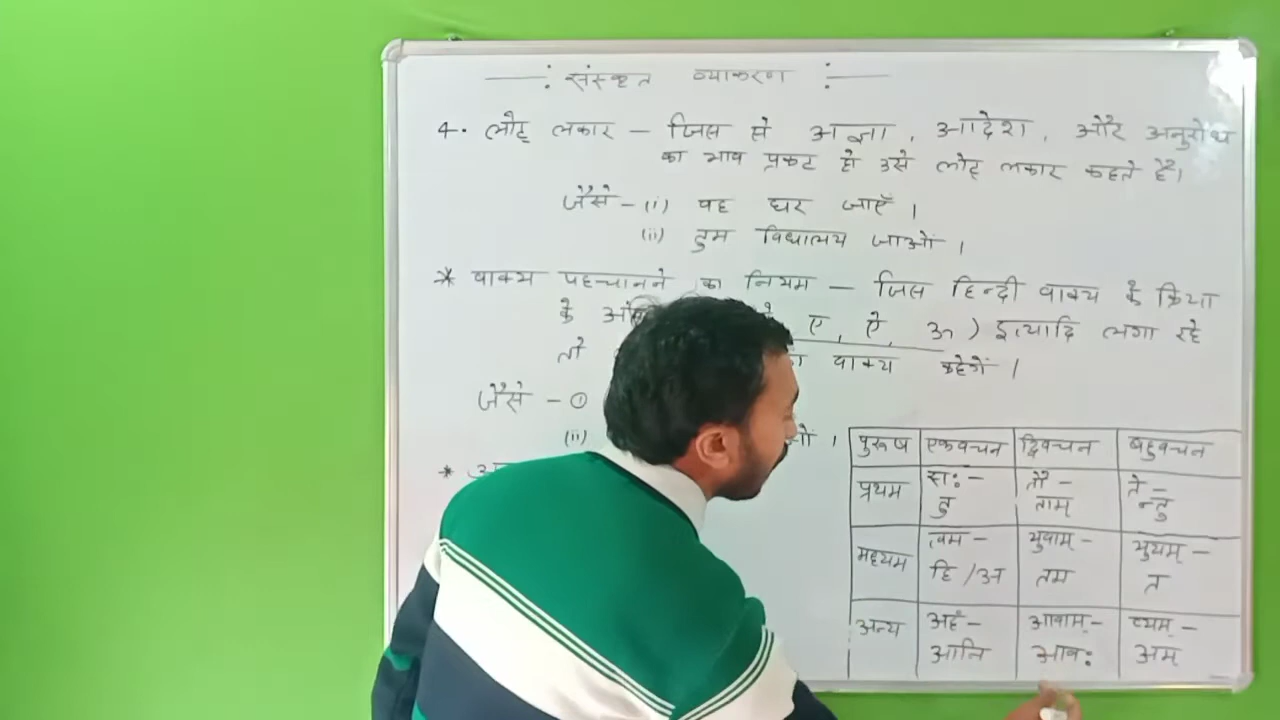 —: संस्कृत व्याकरण :—
4. लोट् लकार – जिस से आज्ञा, आदेश, और अनुरोध
का भाव प्रकट हो उसे लोट् लकार कहते है।
जैसे – (i) वह घर जाएँ ।
(ii) तुम विद्यालय जाओं ।
* वाक्य पहचानने का नियम – जिस हिन्दी वाक्य के क्रिया
के ए, ऐ, ) इत्यादि लगा रहे
तो वाक्य कहेगें ।
जैसे – ①
(ii) ।
*
पुरूष एकवचन द्विवचन बहुवचन
प्रथम सः – तौ – ते –
तु ताम् न्तु
मध्यम त्वम – युवाम् – युयम् –
हि / अ तम त
अन्य अहं – आवाम् – वयम् –
आनि आवः अम्